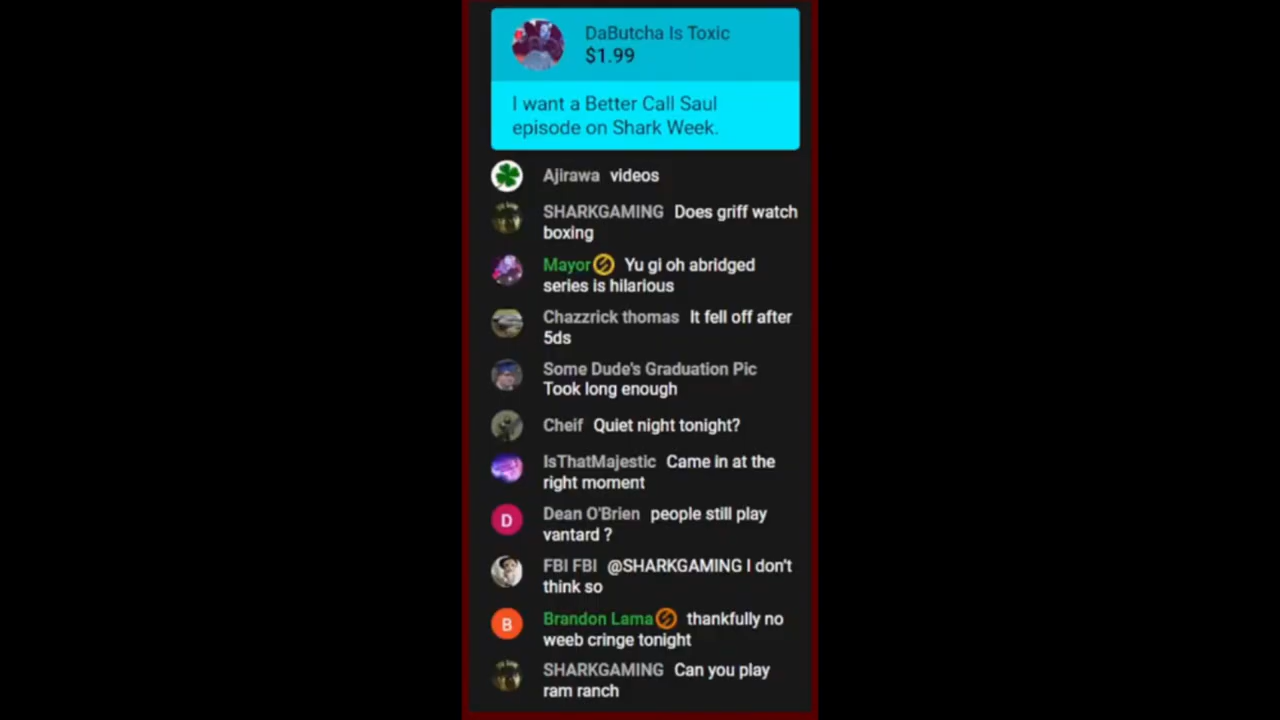 DaButcha Is Toxic
$1.99
I want a Better Call Saul
episode on Shark Week.
Ajirawa videos
SHARKGAMING Does griff watch
boxing
Mayor Yu gi oh abridged
series is hilarious
Chazzrick thomas It fell off after
5ds
Some Dude's Graduation Pic
Took long enough
Cheif Quiet night tonight?
IsThatMajestic Came in at the
right moment
D Dean O'Brien people still play
vantard ?
FBI FBI @SHARKGAMING I don't
think so
B Brandon Lama thankfully no
weeb cringe tonight
SHARKGAMING Can you play
ram ranch